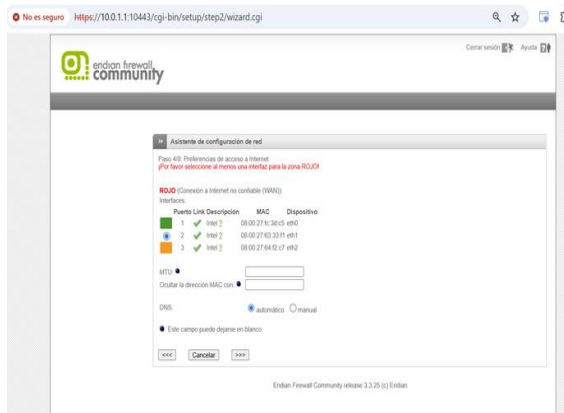 No es seguro https://10.0.1.1:10443/cgi-bin/setup/step2/wizard.cgi
Cerrar sesión Ayuda
endian firewall
community
Asistente de configuración de red
Paso 4/8: Preferencias de acceso a Internet
¡Por favor seleccione al menos una interfaz para la zona ROJO!
ROJO (Conexión a Internet no confiable (WAN))
Interfaces:
Puerto Link Descripción MAC Dispositivo
1 Intel ? 08:00:27:fc:3d:c5 eth0
2 Intel ? 08:00:27:63:33:f1 eth1
3 Intel ? 08:00:27:64:f2:c7 eth2
MTU:
Ocultar la dirección MAC con:
DNS: automático manual
Este campo puede dejarse en blanco.
<<< Cancelar >>>
Endian Firewall Community release 3.3.25 (c) Endian